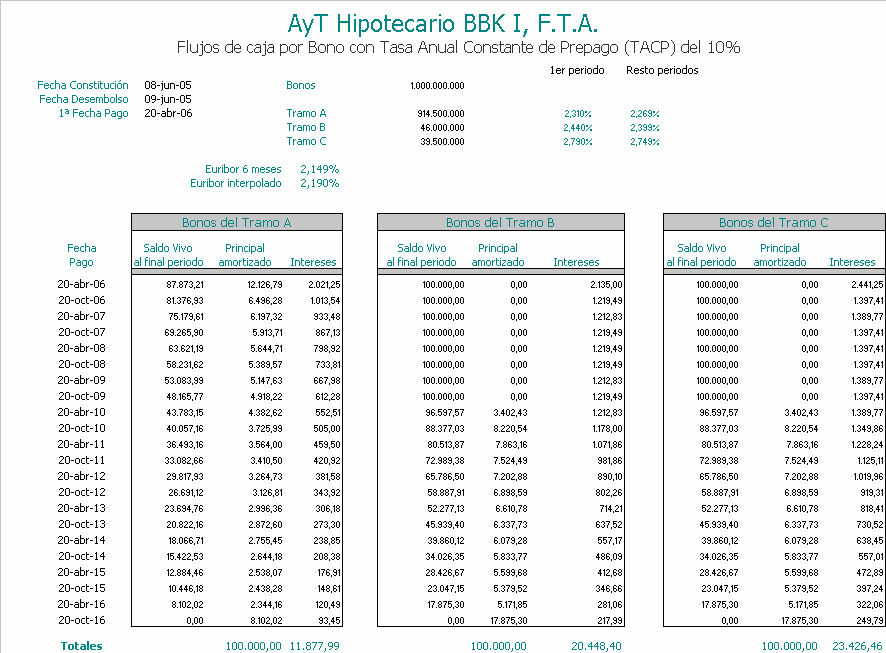 AyT Hipotecario BBK I, F.T.A.
Flujos de caja por Bono con Tasa Anual Constante de Prepago (TACP) del 10%
1er periodo Resto periodos
Fecha Constitución 08-jun-05 Bonos 1.000.000.000
Fecha Desembolso 09-jun-05
1ª Fecha Pago 20-abr-06 Tramo A 914.500.000 2,310% 2,269%
Tramo B 46.000.000 2,440% 2,399%
Tramo C 39.500.000 2,790% 2,749%
Euribor 6 meses 2,149%
Euribor interpolado 2,190%
Bonos del Tramo A Bonos del Tramo B Bonos del Tramo C
Fecha Saldo Vivo Principal Saldo Vivo Principal Saldo Vivo Principal
Pago al final periodo amortizado Intereses al final periodo amortizado Intereses al final periodo amortizado Intereses
20-abr-06 87.873,21 12.126,79 2.021,25 100.000,00 0,00 2.135,00 100.000,00 0,00 2.441,25
20-oct-06 81.376,93 6.496,28 1.013,54 100.000,00 0,00 1.219,49 100.000,00 0,00 1.397,41
20-abr-07 75.179,61 6.197,32 933,48 100.000,00 0,00 1.212,83 100.000,00 0,00 1.389,77
20-oct-07 69.265,90 5.913,71 867,13 100.000,00 0,00 1.219,49 100.000,00 0,00 1.397,41
20-abr-08 63.621,19 5.644,71 798,92 100.000,00 0,00 1.219,49 100.000,00 0,00 1.397,41
20-oct-08 58.231,62 5.389,57 733,81 100.000,00 0,00 1.219,49 100.000,00 0,00 1.397,41
20-abr-09 53.083,99 5.147,63 667,98 100.000,00 0,00 1.212,83 100.000,00 0,00 1.389,77
20-oct-09 48.165,77 4.918,22 612,28 100.000,00 0,00 1.219,49 100.000,00 0,00 1.397,41
20-abr-10 43.783,15 4.382,62 552,51 96.597,57 3.402,43 1.212,83 96.597,57 3.402,43 1.389,77
20-oct-10 40.057,16 3.725,99 505,00 88.377,03 8.220,54 1.178,00 88.377,03 8.220,54 1.349,86
20-abr-11 36.493,16 3.564,00 459,50 80.513,87 7.863,16 1.071,86 80.513,87 7.863,16 1.228,24
20-oct-11 33.082,66 3.410,50 420,92 72.989,38 7.524,49 981,86 72.989,38 7.524,49 1.125,11
20-abr-12 29.817,93 3.264,73 381,58 65.786,50 7.202,88 890,10 65.786,50 7.202,88 1.019,96
20-oct-12 26.691,12 3.126,81 343,92 58.887,91 6.898,59 802,26 58.887,91 6.898,59 919,31
20-abr-13 23.694,76 2.996,36 306,18 52.277,13 6.610,78 714,21 52.277,13 6.610,78 818,41
20-oct-13 20.822,16 2.872,60 273,30 45.939,40 6.337,73 637,52 45.939,40 6.337,73 730,52
20-abr-14 18.066,71 2.755,45 238,85 39.860,12 6.079,28 557,17 39.860,12 6.079,28 638,45
20-oct-14 15.422,53 2.644,18 208,38 34.026,35 5.833,77 486,09 34.026,35 5.833,77 557,01
20-abr-15 12.884,46 2.538,07 176,91 28.426,67 5.599,68 412,68 28.426,67 5.599,68 472,89
20-oct-15 10.446,18 2.438,28 148,61 23.047,15 5.379,52 346,66 23.047,15 5.379,52 397,24
20-abr-16 8.102,02 2.344,16 120,49 17.875,30 5.171,85 281,06 17.875,30 5.171,85 322,06
20-oct-16 0,00 8.102,02 93,45 0,00 17.875,30 217,99 0,00 17.875,30 249,79
Totales 100.000,00 11.877,99 100.000,00 20.448,40 100.000,00 23.426,46